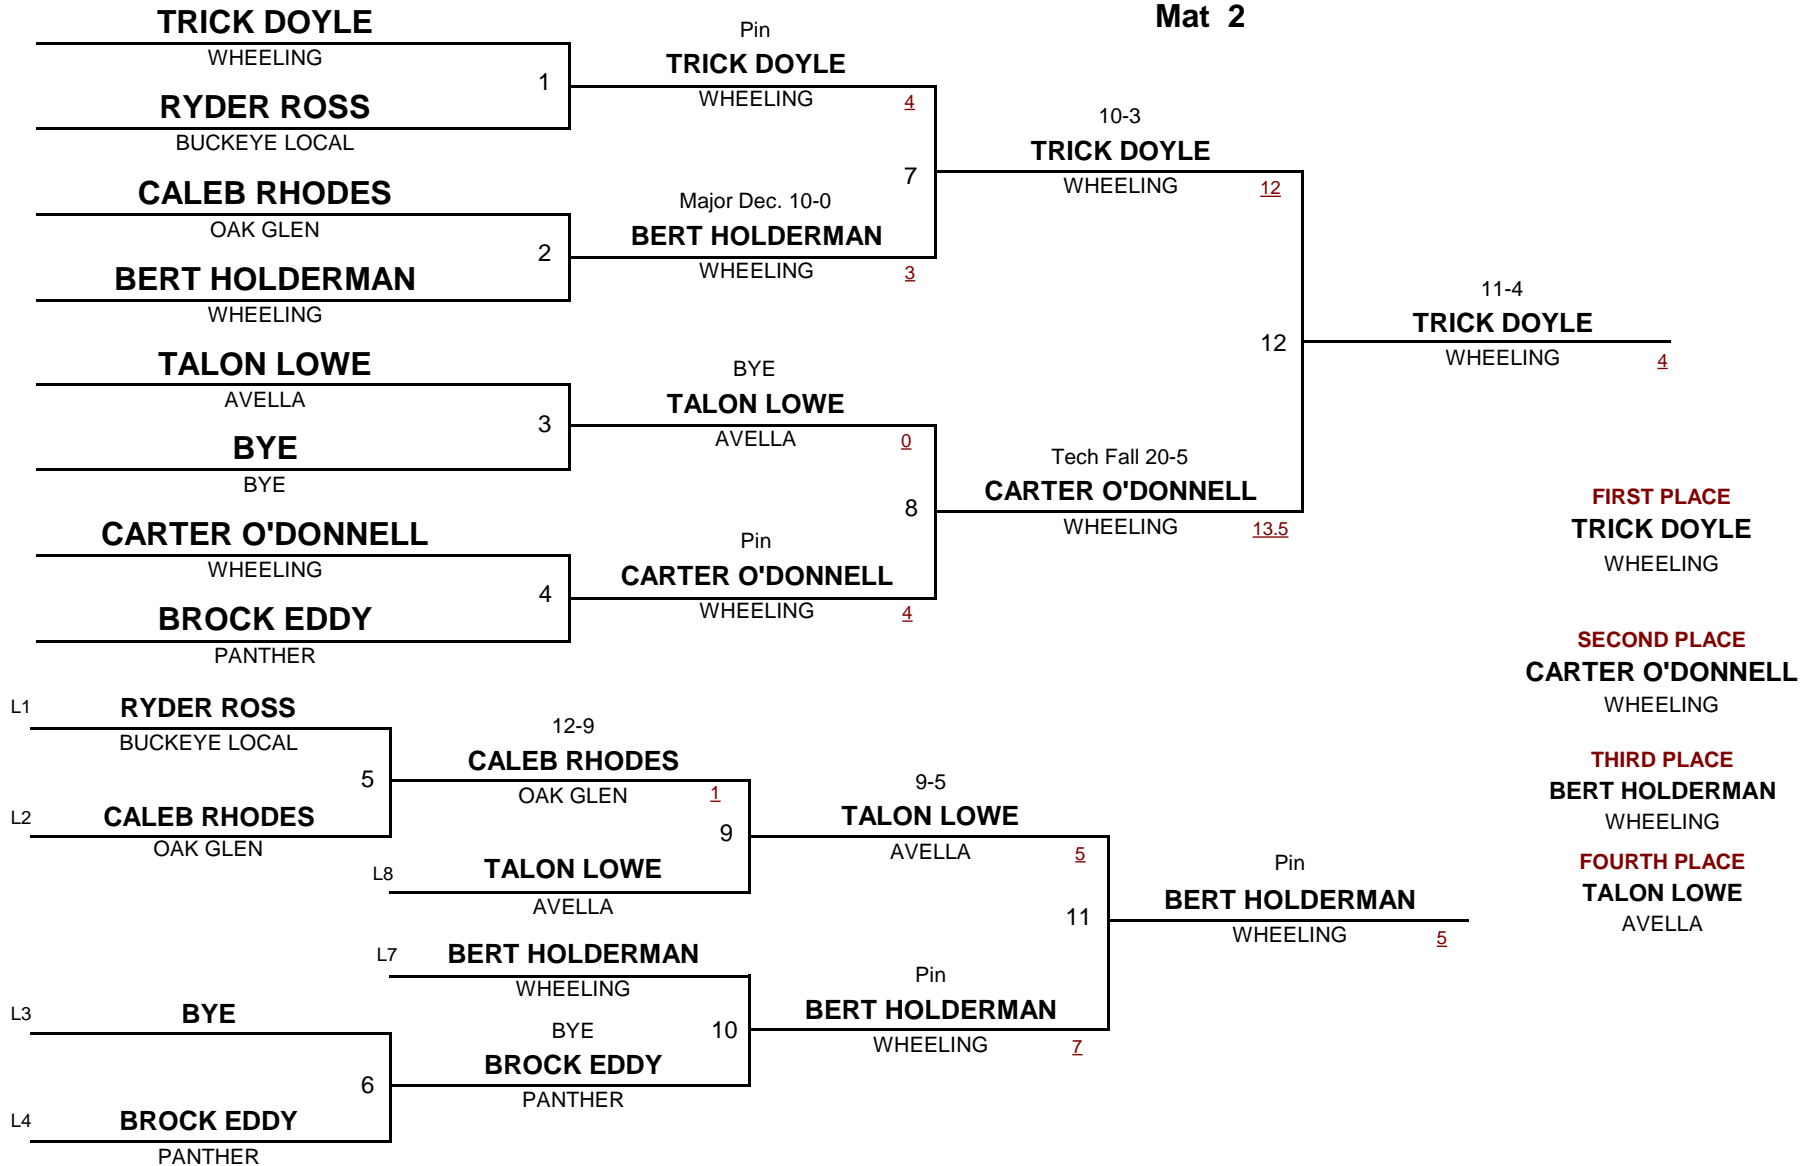 Mat 2
TRICK DOYLE
WHEELING
1
RYDER ROSS
BUCKEYE LOCAL
CALEB RHODES
OAK GLEN
2
BERT HOLDERMAN
WHEELING
TALON LOWE
AVELLA
3
BYE
BYE
CARTER O'DONNELL
WHEELING
4
BROCK EDDY
PANTHER
Pin
TRICK DOYLE
WHEELING 4
7
Major Dec. 10-0
BERT HOLDERMAN
WHEELING 3
BYE
TALON LOWE
AVELLA 0
8
Pin
CARTER O'DONNELL
WHEELING 4
10-3
TRICK DOYLE
WHEELING 12
12
Tech Fall 20-5
CARTER O'DONNELL
WHEELING 13.5
11-4
TRICK DOYLE
WHEELING 4
L1 RYDER ROSS
BUCKEYE LOCAL
5
L2 CALEB RHODES
OAK GLEN
L3 BYE
6
L4 BROCK EDDY
PANTHER
12-9
CALEB RHODES
OAK GLEN 1
9
L8 TALON LOWE
AVELLA
L7 BERT HOLDERMAN
WHEELING
10
BYE
BROCK EDDY
PANTHER
9-5
TALON LOWE
AVELLA 5
11
Pin
BERT HOLDERMAN
WHEELING 7
Pin
BERT HOLDERMAN
WHEELING 5
FIRST PLACE
TRICK DOYLE
WHEELING
SECOND PLACE
CARTER O'DONNELL
WHEELING
THIRD PLACE
BERT HOLDERMAN
WHEELING
FOURTH PLACE
TALON LOWE
AVELLA